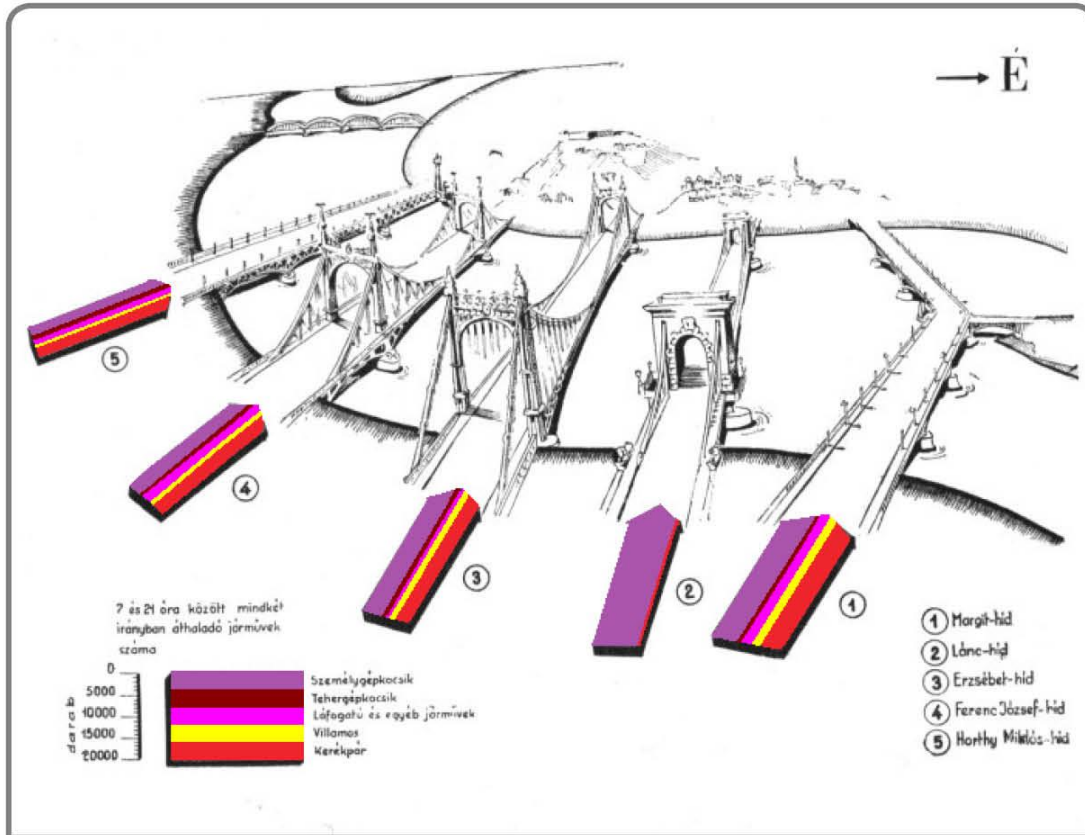 É
5
4
3
2
1
7 és 21 óra között mindkét
irányban áthaladó járművek
száma
darab
0
5000
10000
15000
20000
Személygépkocsik
Tehergépkocsik
Lófogatú és egyéb járművek
Villamos
Kerékpár
1 Margit-híd
2 Lánc-híd
3 Erzsébet-híd
4 Ferenc József-híd
5 Horthy Miklós-híd